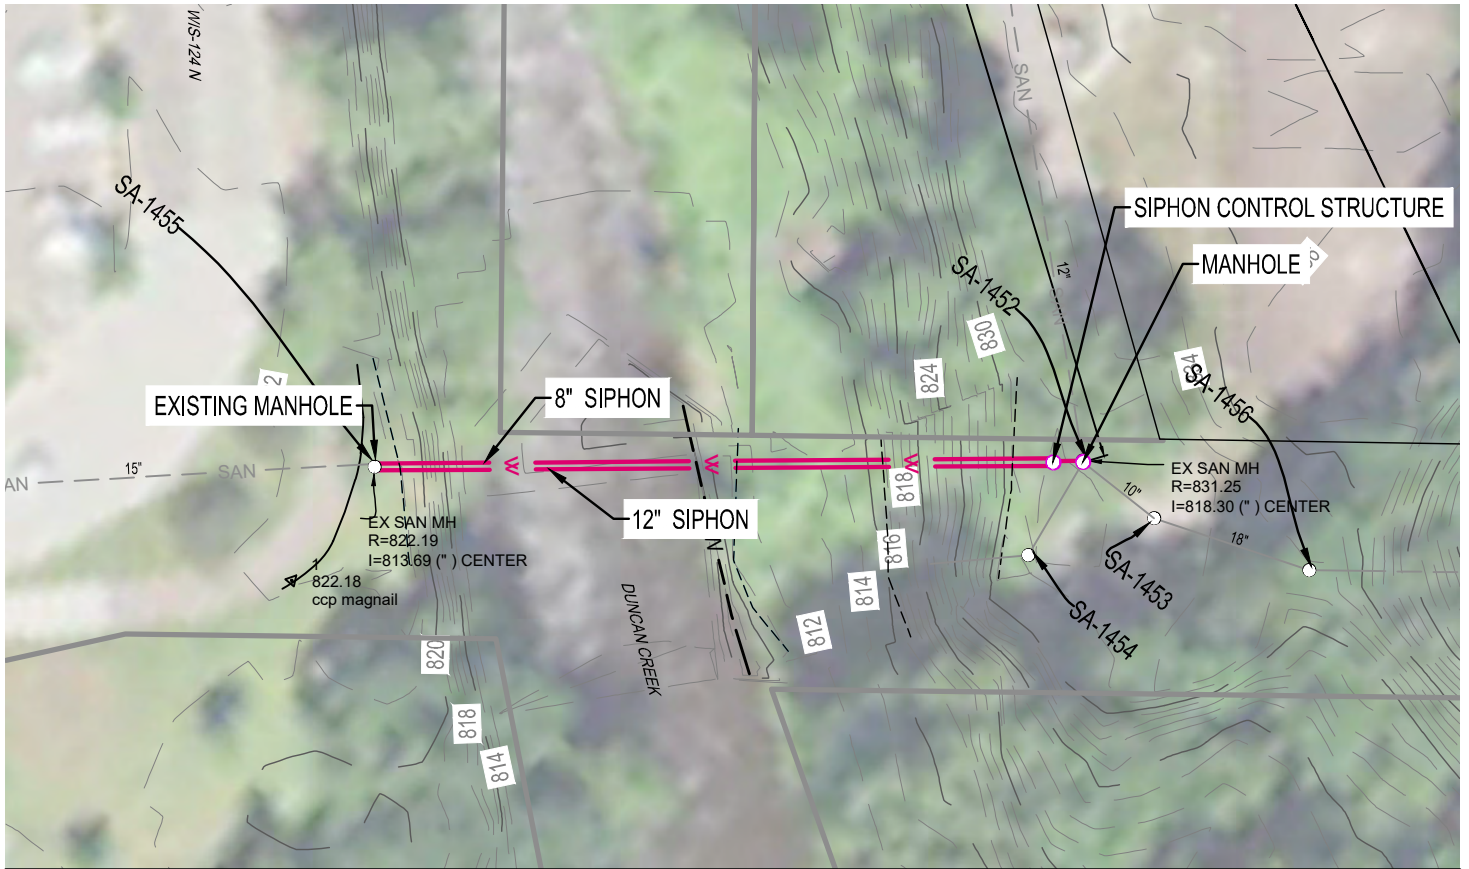 WIS-124 N
SAN
SA-1455
SIPHON CONTROL STRUCTURE
MANHOLE
12"
SA-1452
830
824
SA-1456
EXISTING MANHOLE
8" SIPHON
15"
SAN
EX SAN MH
R=831.25
I=818.30 (" ) CENTER
10"
818
12" SIPHON
EX SAN MH
R=822.19
I=813.69 (" ) CENTER
18"
816
1
822.18
ccp magnail
SA-1453
814
DUNCAN CREEK
812
SA-1454
820
818
814